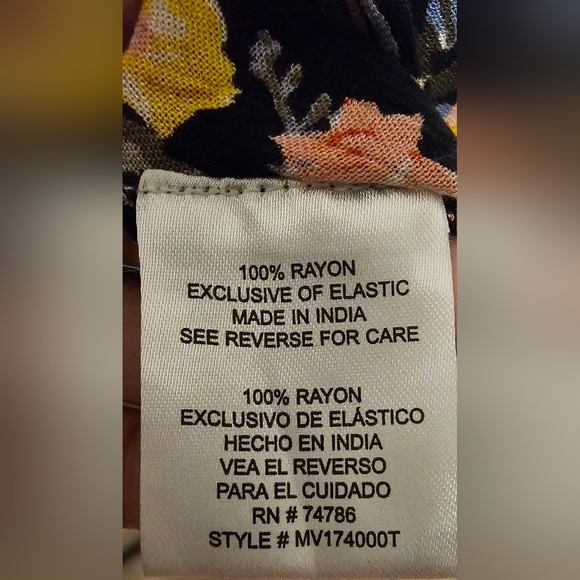 100% RAYON
EXCLUSIVE OF ELASTIC
MADE IN INDIA
SEE REVERSE FOR CARE
100% RAYON
EXCLUSIVO DE ELÁSTICO
HECHO EN INDIA
VEA EL REVERSO
PARA EL CUIDADO
RN # 74786
STYLE # MV174000T